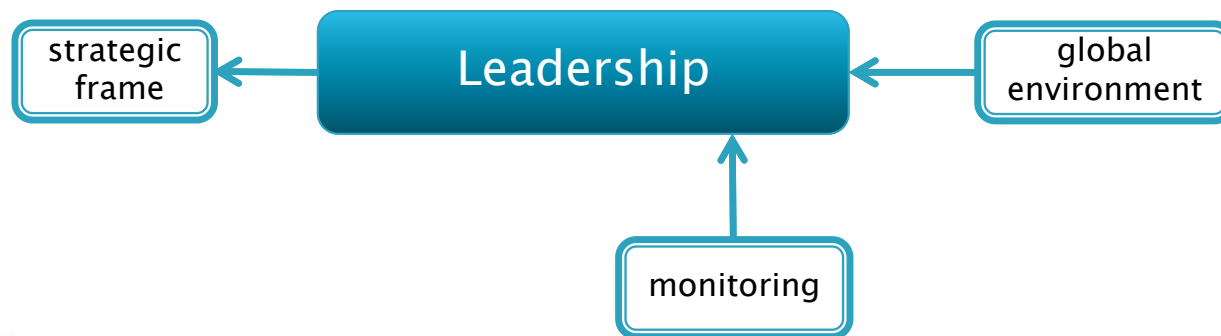 strategic
frame
Leadership
global
environment
monitoring